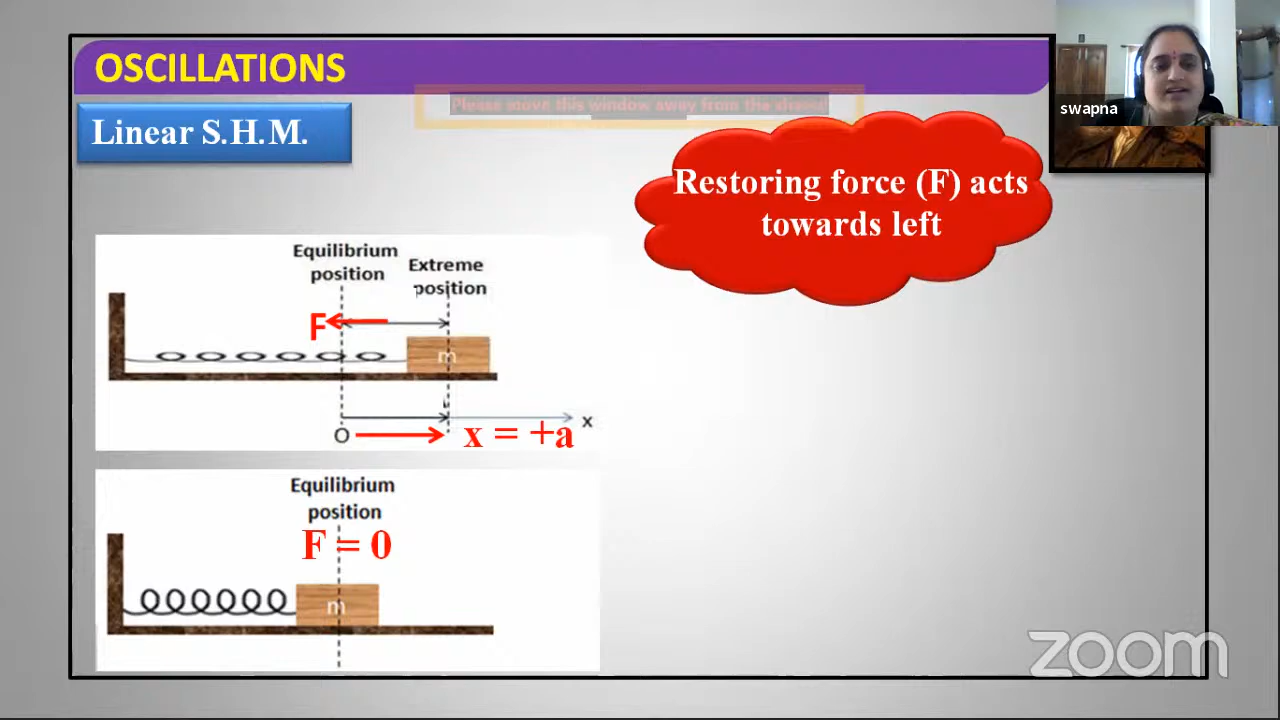 OSCILLATIONS
Please move this window away from the shared
swapna
Linear S.H.M.
Restoring force (F) acts
towards left
Equilibrium
position
Extreme
position
F
m
O
x
x = +a
Equilibrium
position
F = 0
m
zoom